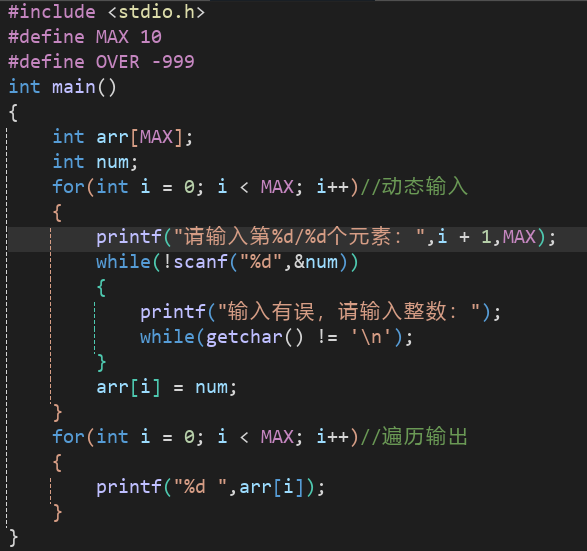 #include <stdio.h>
#define MAX 10
#define OVER -999
int main()
{
    int arr[MAX];
    int num;
    for(int i = 0; i < MAX; i++)//动态输入
    {
        printf("请输入第%d/%d个元素：",i + 1,MAX);
        while(!scanf("%d",&num))
        {
            printf("输入有误，请输入整数：");
            while(getchar() != '\n');
        }
        arr[i] = num;
    }
    for(int i = 0; i < MAX; i++)//遍历输出
    {
        printf("%d ",arr[i]);
    }
}